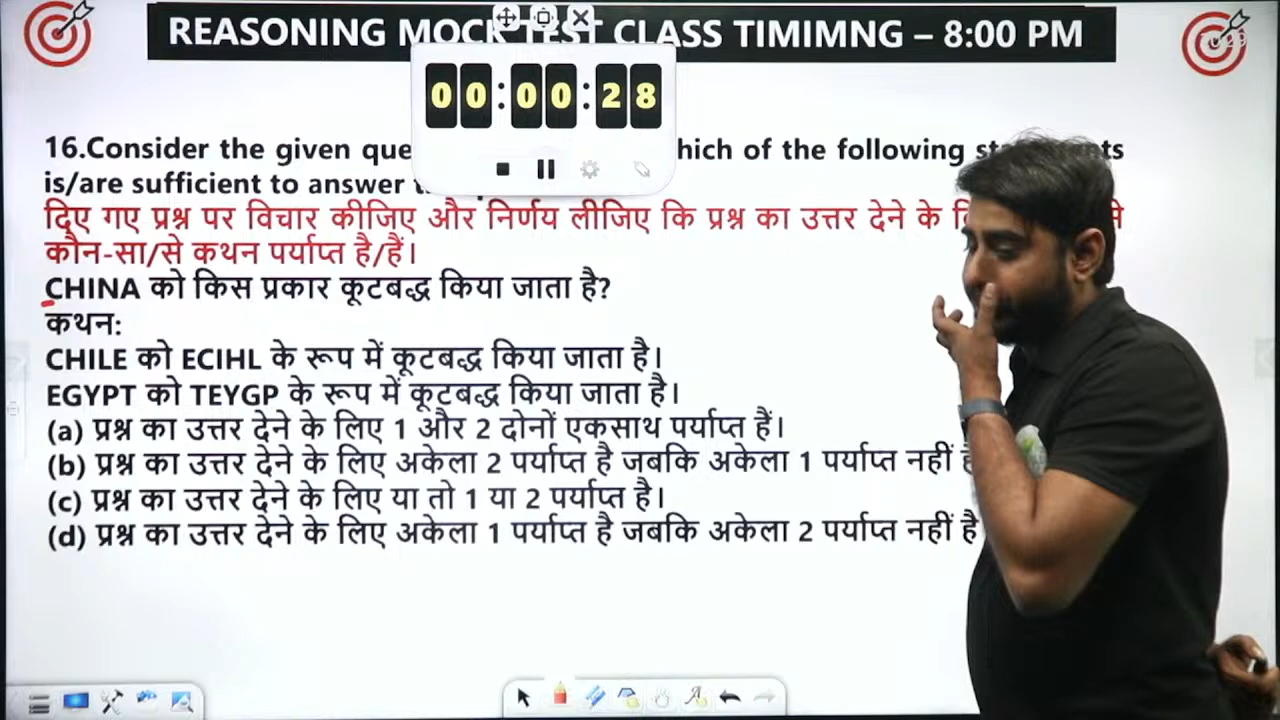 REASONING MOCK TEST CLASS TIMIMNG – 8:00 PM
00:00:28
16.Consider the given que hich of the following st ts
is/are sufficient to answer
दिए गए प्रश्न पर विचार कीजिए और निर्णय लीजिए कि प्रश्न का उत्तर देने के से
कौन-सा/से कथन पर्याप्त है/हैं।
CHINA को किस प्रकार कूटबद्ध किया जाता है?
कथन:
CHILE को ECIHL के रूप में कूटबद्ध किया जाता है।
EGYPT को TEYGP के रूप में कूटबद्ध किया जाता है।
(a) प्रश्न का उत्तर देने के लिए 1 और 2 दोनों एकसाथ पर्याप्त हैं।
(b) प्रश्न का उत्तर देने के लिए अकेला 2 पर्याप्त है जबकि अकेला 1 पर्याप्त नहीं है
(c) प्रश्न का उत्तर देने के लिए या तो 1 या 2 पर्याप्त है।
(d) प्रश्न का उत्तर देने के लिए अकेला 1 पर्याप्त है जबकि अकेला 2 पर्याप्त नहीं है